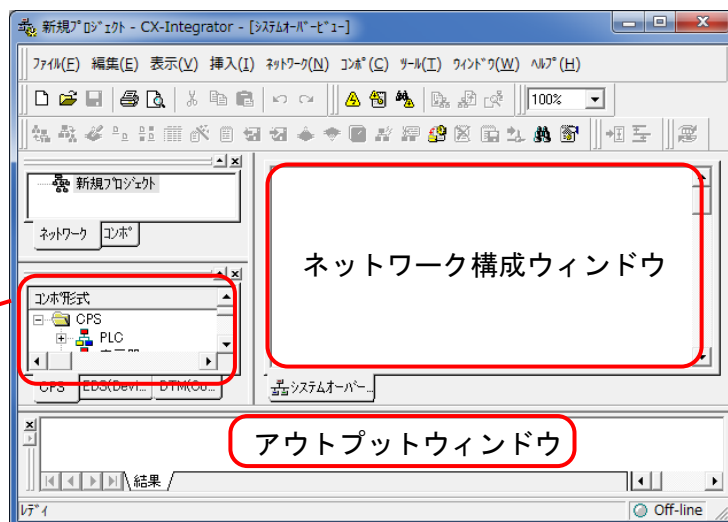 新規ﾌﾟﾛｼﾞｪｸﾄ - CX-Integrator - [ｼｽﾃﾑｵｰﾊﾞｰﾋﾞｭｰ]
ﾌｧｲﾙ(F) 編集(E) 表示(V) 挿入(I) ﾈｯﾄﾜｰｸ(N) ｺﾝﾎﾟ(C) ﾂｰﾙ(T) ｳｨﾝﾄﾞｳ(W) ﾍﾙﾌﾟ(H)
100%
新規ﾌﾟﾛｼﾞｪｸﾄ
ﾈｯﾄﾜｰｸ ｺﾝﾎﾟ
ネットワーク構成ウィンドウ
ｺﾝﾎﾟ形式
CPS
PLC
CPS EDS(Devi... DTM(Co...
ｼｽﾃﾑｵｰﾊﾞｰ...
アウトプットウィンドウ
結果
ﾚﾃﾞｨ
Off-line